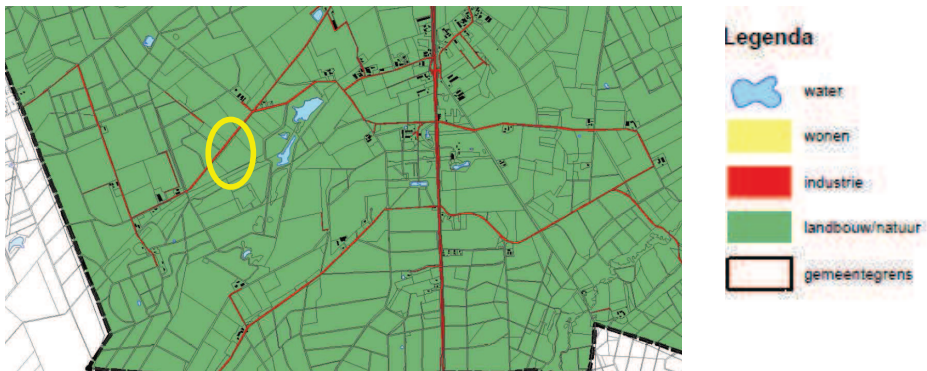 Legenda
water
wonen
industrie
landbouw/natuur
gemeentegrens